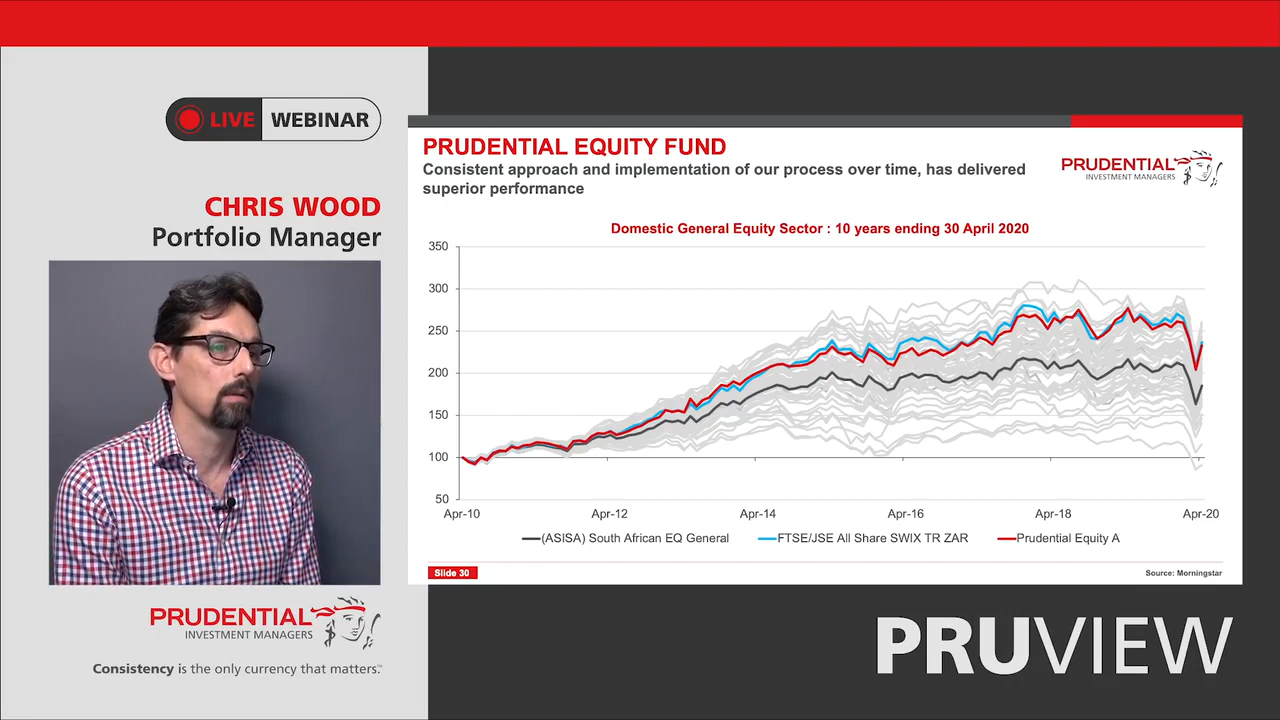 LIVE WEBINAR
CHRIS WOOD
Portfolio Manager
PRUDENTIAL
INVESTMENT MANAGERS
Consistency is the only currency that matters.™
PRUDENTIAL EQUITY FUND
Consistent approach and implementation of our process over time, has delivered
superior performance
PRUDENTIAL
INVESTMENT MANAGERS
Domestic General Equity Sector : 10 years ending 30 April 2020
350
300
250
200
150
100
50
Apr-10 Apr-12 Apr-14 Apr-16 Apr-18 Apr-20
(ASISA) South African EQ General FTSE/JSE All Share SWIX TR ZAR Prudential Equity A
Slide 30 Source: Morningstar
PRUVIEW